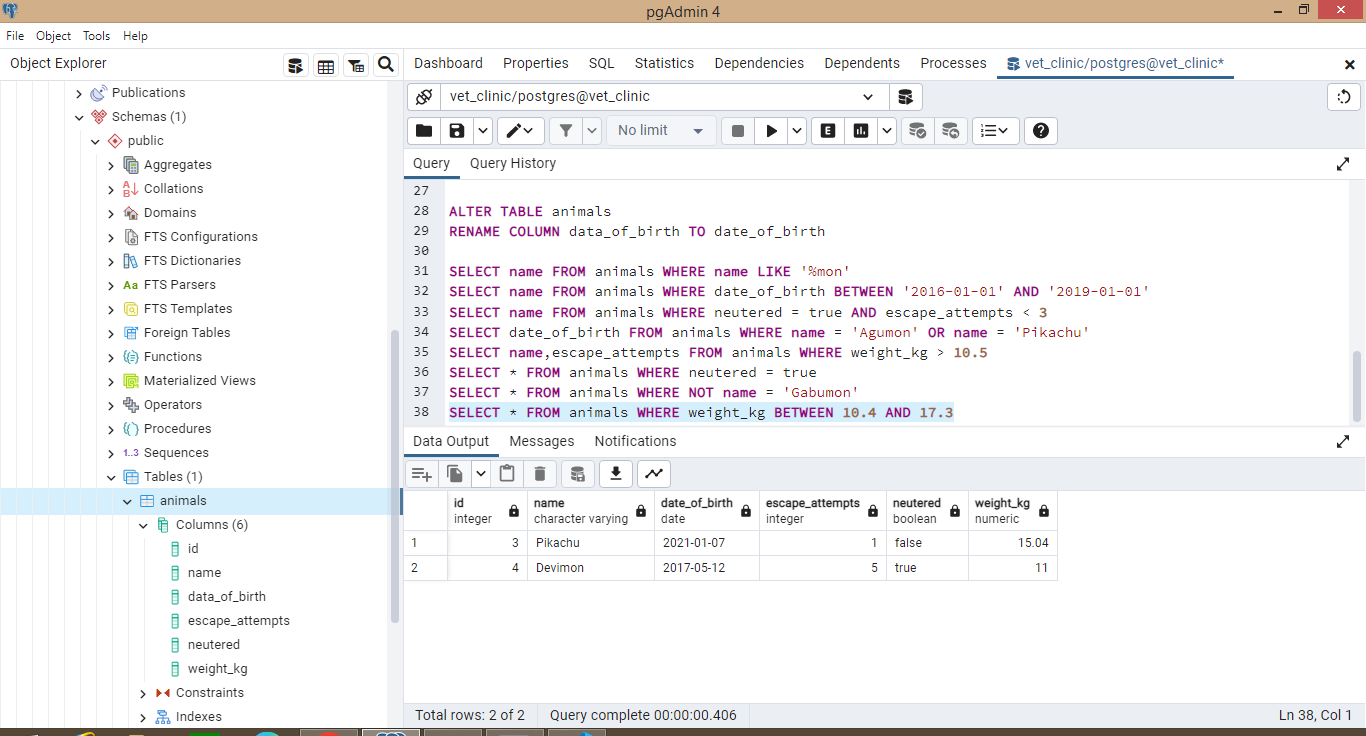 pgAdmin 4
File Object Tools Help
Object Explorer
Dashboard Properties SQL Statistics Dependencies Dependents Processes vet_clinic/postgres@vet_clinic*
Publications
Schemas (1)
public
Aggregates
Collations
Domains
FTS Configurations
FTS Dictionaries
Aa FTS Parsers
FTS Templates
Foreign Tables
Functions
Materialized Views
Operators
Procedures
1..3 Sequences
Tables (1)
animals
Columns (6)
id
name
data_of_birth
escape_attempts
neutered
weight_kg
Constraints
Indexes
vet_clinic/postgres@vet_clinic
No limit
E
Query Query History
27
28 ALTER TABLE animals
29 RENAME COLUMN data_of_birth TO date_of_birth
30
31 SELECT name FROM animals WHERE name LIKE '%mon'
32 SELECT name FROM animals WHERE date_of_birth BETWEEN '2016-01-01' AND '2019-01-01'
33 SELECT name FROM animals WHERE neutered = true AND escape_attempts < 3
34 SELECT date_of_birth FROM animals WHERE name = 'Agumon' OR name = 'Pikachu'
35 SELECT name,escape_attempts FROM animals WHERE weight_kg > 10.5
36 SELECT * FROM animals WHERE neutered = true
37 SELECT * FROM animals WHERE NOT name = 'Gabumon'
38 SELECT * FROM animals WHERE weight_kg BETWEEN 10.4 AND 17.3
Data Output Messages Notifications
id name date_of_birth escape_attempts neutered weight_kg
integer character varying date integer boolean numeric
1 3 Pikachu 2021-01-07 1 false 15.04
2 4 Devimon 2017-05-12 5 true 11
Total rows: 2 of 2 Query complete 00:00:00.406 Ln 38, Col 1